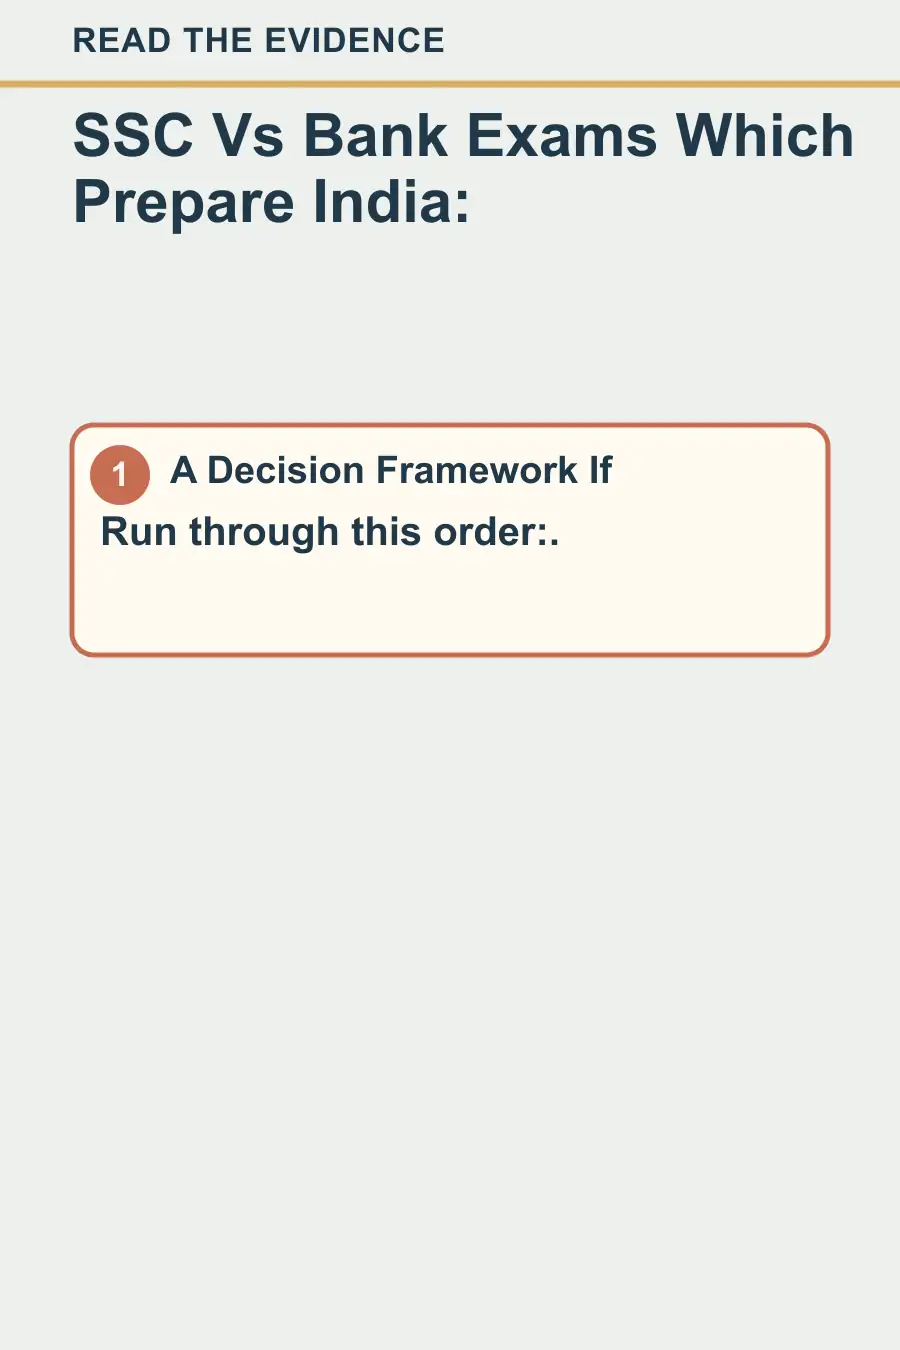 READ THE EVIDENCE
SSC Vs Bank Exams Which
Prepare India:
1 A Decision Framework If
Run through this order:.